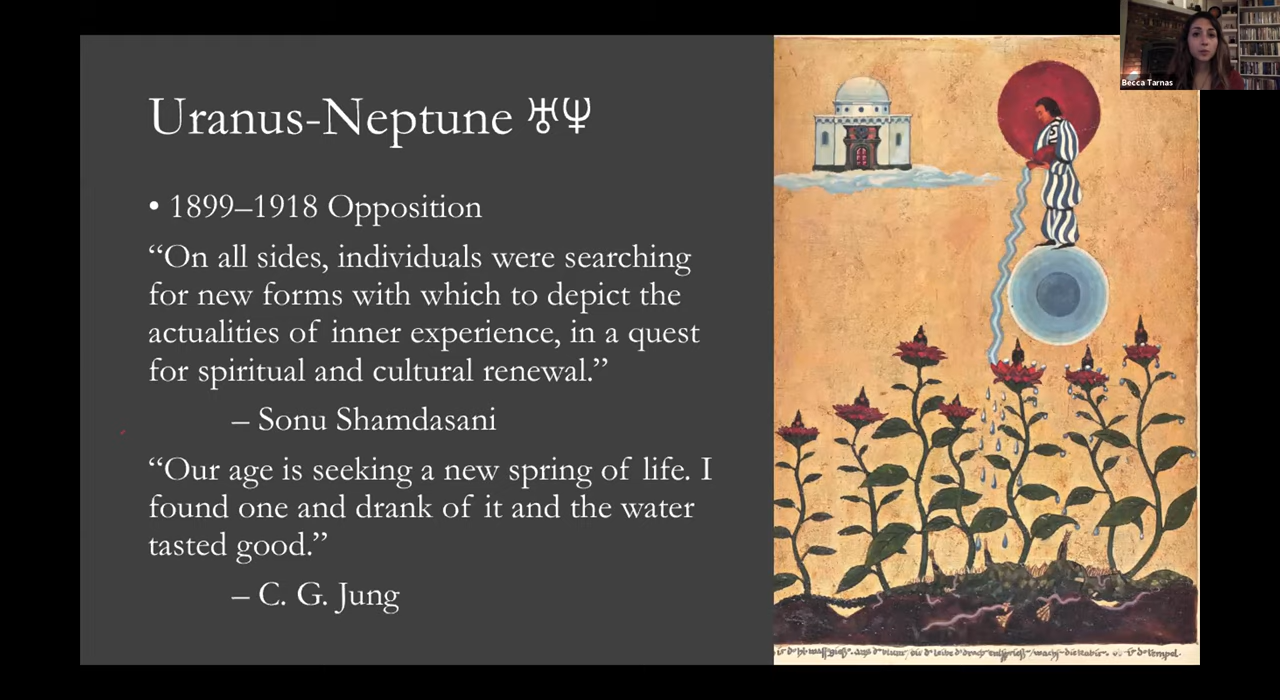 Becca Tarnas
Uranus-Neptune ♅♆
• 1899–1918 Opposition
“On all sides, individuals were searching
for new forms with which to depict the
actualities of inner experience, in a quest
for spiritual and cultural renewal.”
– Sonu Shamdasani
“Our age is seeking a new spring of life. I
found one and drank of it and the water
tasted good.”
– C. G. Jung